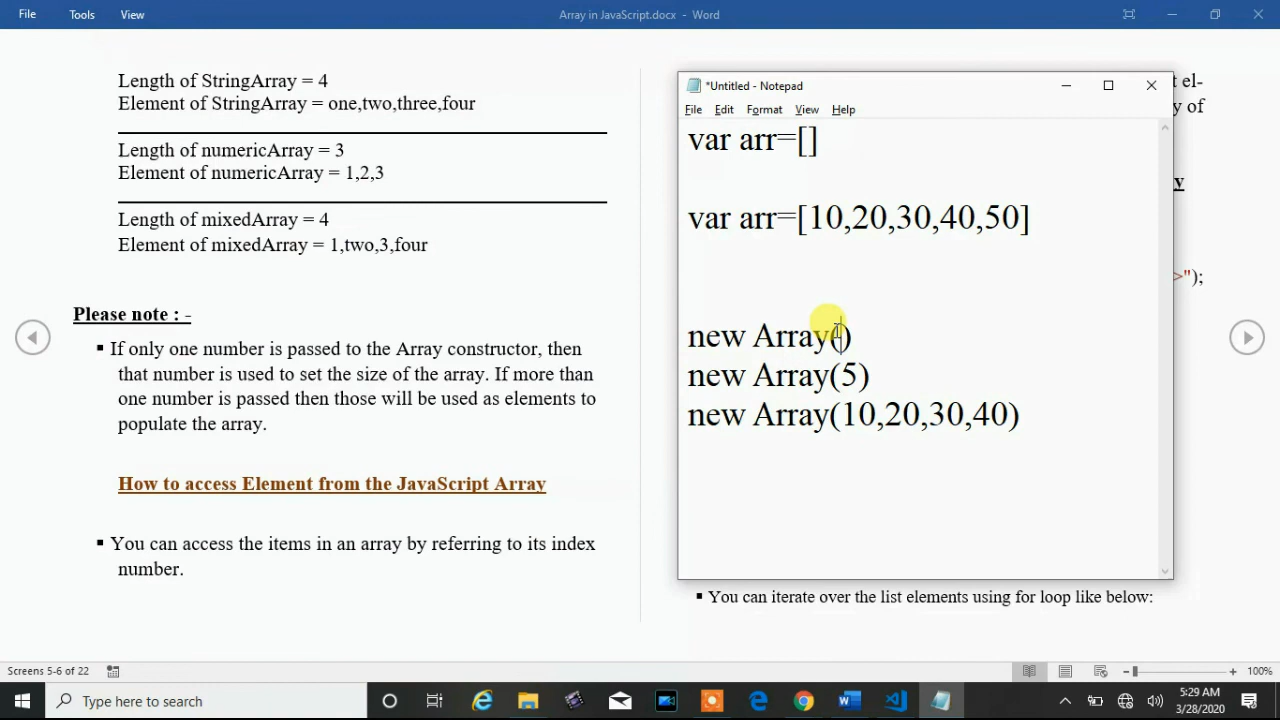 File Tools View Array in JavaScript.docx - Word
Length of StringArray = 4
Element of StringArray = one,two,three,four
Length of numericArray = 3
Element of numericArray = 1,2,3
Length of mixedArray = 4
Element of mixedArray = 1,two,3,four
Please note : -
▪ If only one number is passed to the Array constructor, then
that number is used to set the size of the array. If more than
one number is passed then those will be used as elements to
populate the array.
How to access Element from the JavaScript Array
▪ You can access the items in an array by referring to its index
number.
t el-
y of
y
>");
*Untitled - Notepad
File Edit Format View Help
var arr=[]
var arr=[10,20,30,40,50]
new Array()
new Array(5)
new Array(10,20,30,40)
▪ You can iterate over the list elements using for loop like below:
Screens 5-6 of 22
100%
Type here to search
5:29 AM
3/28/2020